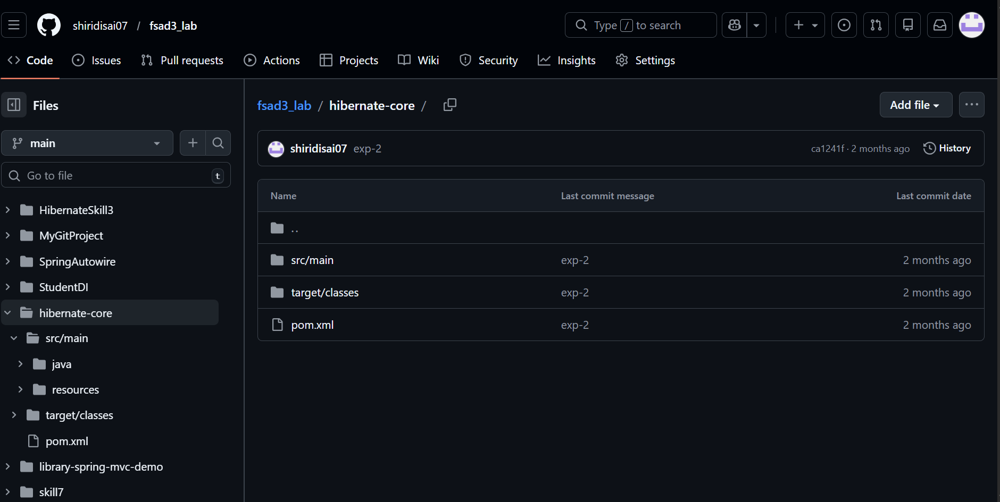 shiridisai07 / fsad3_lab
Type / to search
Code Issues Pull requests Actions Projects Wiki Security Insights Settings
Files
main
Go to file t
HibernateSkill3
MyGitProject
SpringAutowire
StudentDI
hibernate-core
src/main
java
resources
target/classes
pom.xml
library-spring-mvc-demo
skill7
fsad3_lab / hibernate-core /
Add file
shiridisai07 exp-2 ca1241f · 2 months ago History
Name Last commit message Last commit date
..
src/main exp-2 2 months ago
target/classes exp-2 2 months ago
pom.xml exp-2 2 months ago